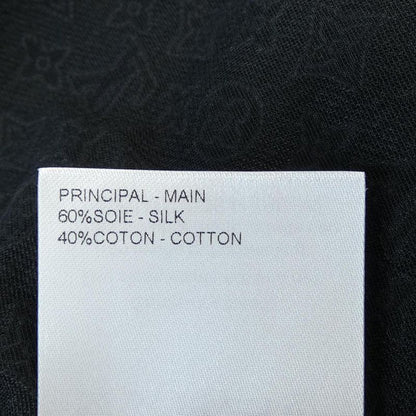 PRINCIPAL - MAIN
60%SOIE - SILK
40%COTON - COTTON